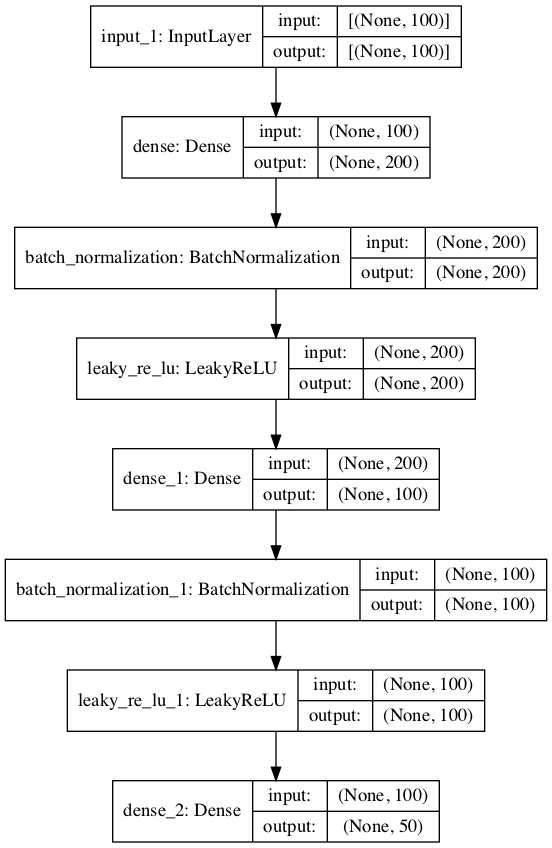 input_1: InputLayer
input: [(None, 100)]
output: [(None, 100)]
dense: Dense
input: (None, 100)
output: (None, 200)
batch_normalization: BatchNormalization
input: (None, 200)
output: (None, 200)
leaky_re_lu: LeakyReLU
input: (None, 200)
output: (None, 200)
dense_1: Dense
input: (None, 200)
output: (None, 100)
batch_normalization_1: BatchNormalization
input: (None, 100)
output: (None, 100)
leaky_re_lu_1: LeakyReLU
input: (None, 100)
output: (None, 100)
dense_2: Dense
input: (None, 100)
output: (None, 50)